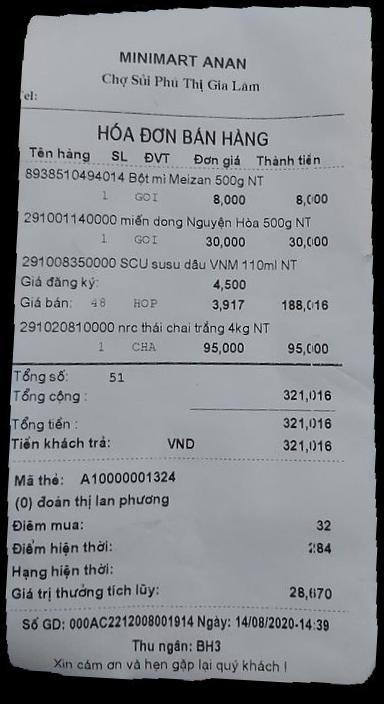 MINIMART ANAN
Chợ Sủi Phú Thị Gia Lâm
el:
HÓA ĐƠN BÁN HÀNG
Tên hàng SL ĐVT Đơn giá Thành tiền
8938510494014 Bột mì Meizan 500g NT
1 GOI 8,000 8,000
291001140000 miến dong Nguyện Hòa 500g NT
1 GOI 30,000 30,000
291008350000 SCU susu dâu VNM 110ml NT
Giá đăng ký: 4,500
Giá bán: 48 HOP 3,917 188,016
291020810000 nrc thải chai trắng 4kg NT
1 CHA 95,000 95,000
Tổng số: 51
Tổng cộng : 321,016
Tổng tiền : 321,016
Tiền khách trả: VND 321,016
Mã thẻ: A10000001324
(0) đoàn thị lan phương
Điểm mua: 32
Điểm hiện thời: 284
Hạng hiện thời:
Giá trị thưởng tích lũy: 28,670
Số GD: 000AC2212008001914 Ngày: 14/08/2020-14:39
Thu ngân: BH3
Xin cám ơn và hẹn gặp lại quý khách !